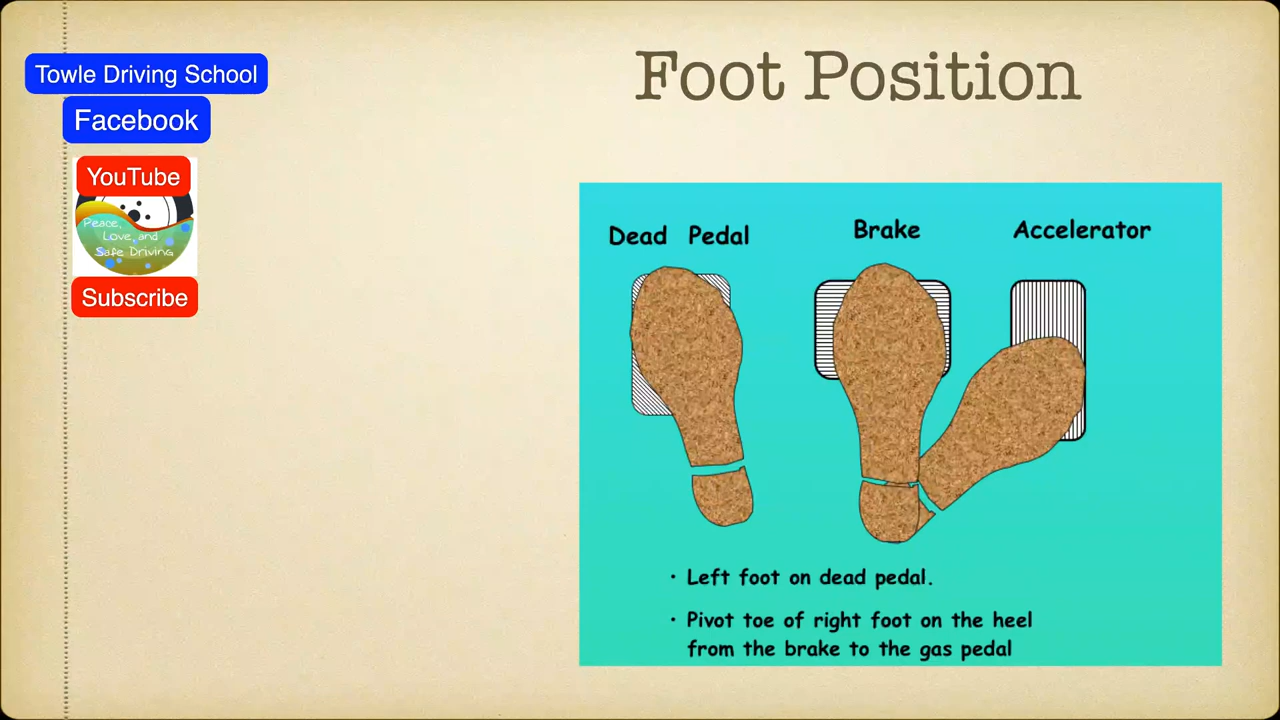 Towle Driving School
Facebook
YouTube
Peace,
Love, and
Safe Driving
Subscribe
Foot Position
Dead Pedal
Brake
Accelerator
• Left foot on dead pedal.
• Pivot toe of right foot on the heel
from the brake to the gas pedal